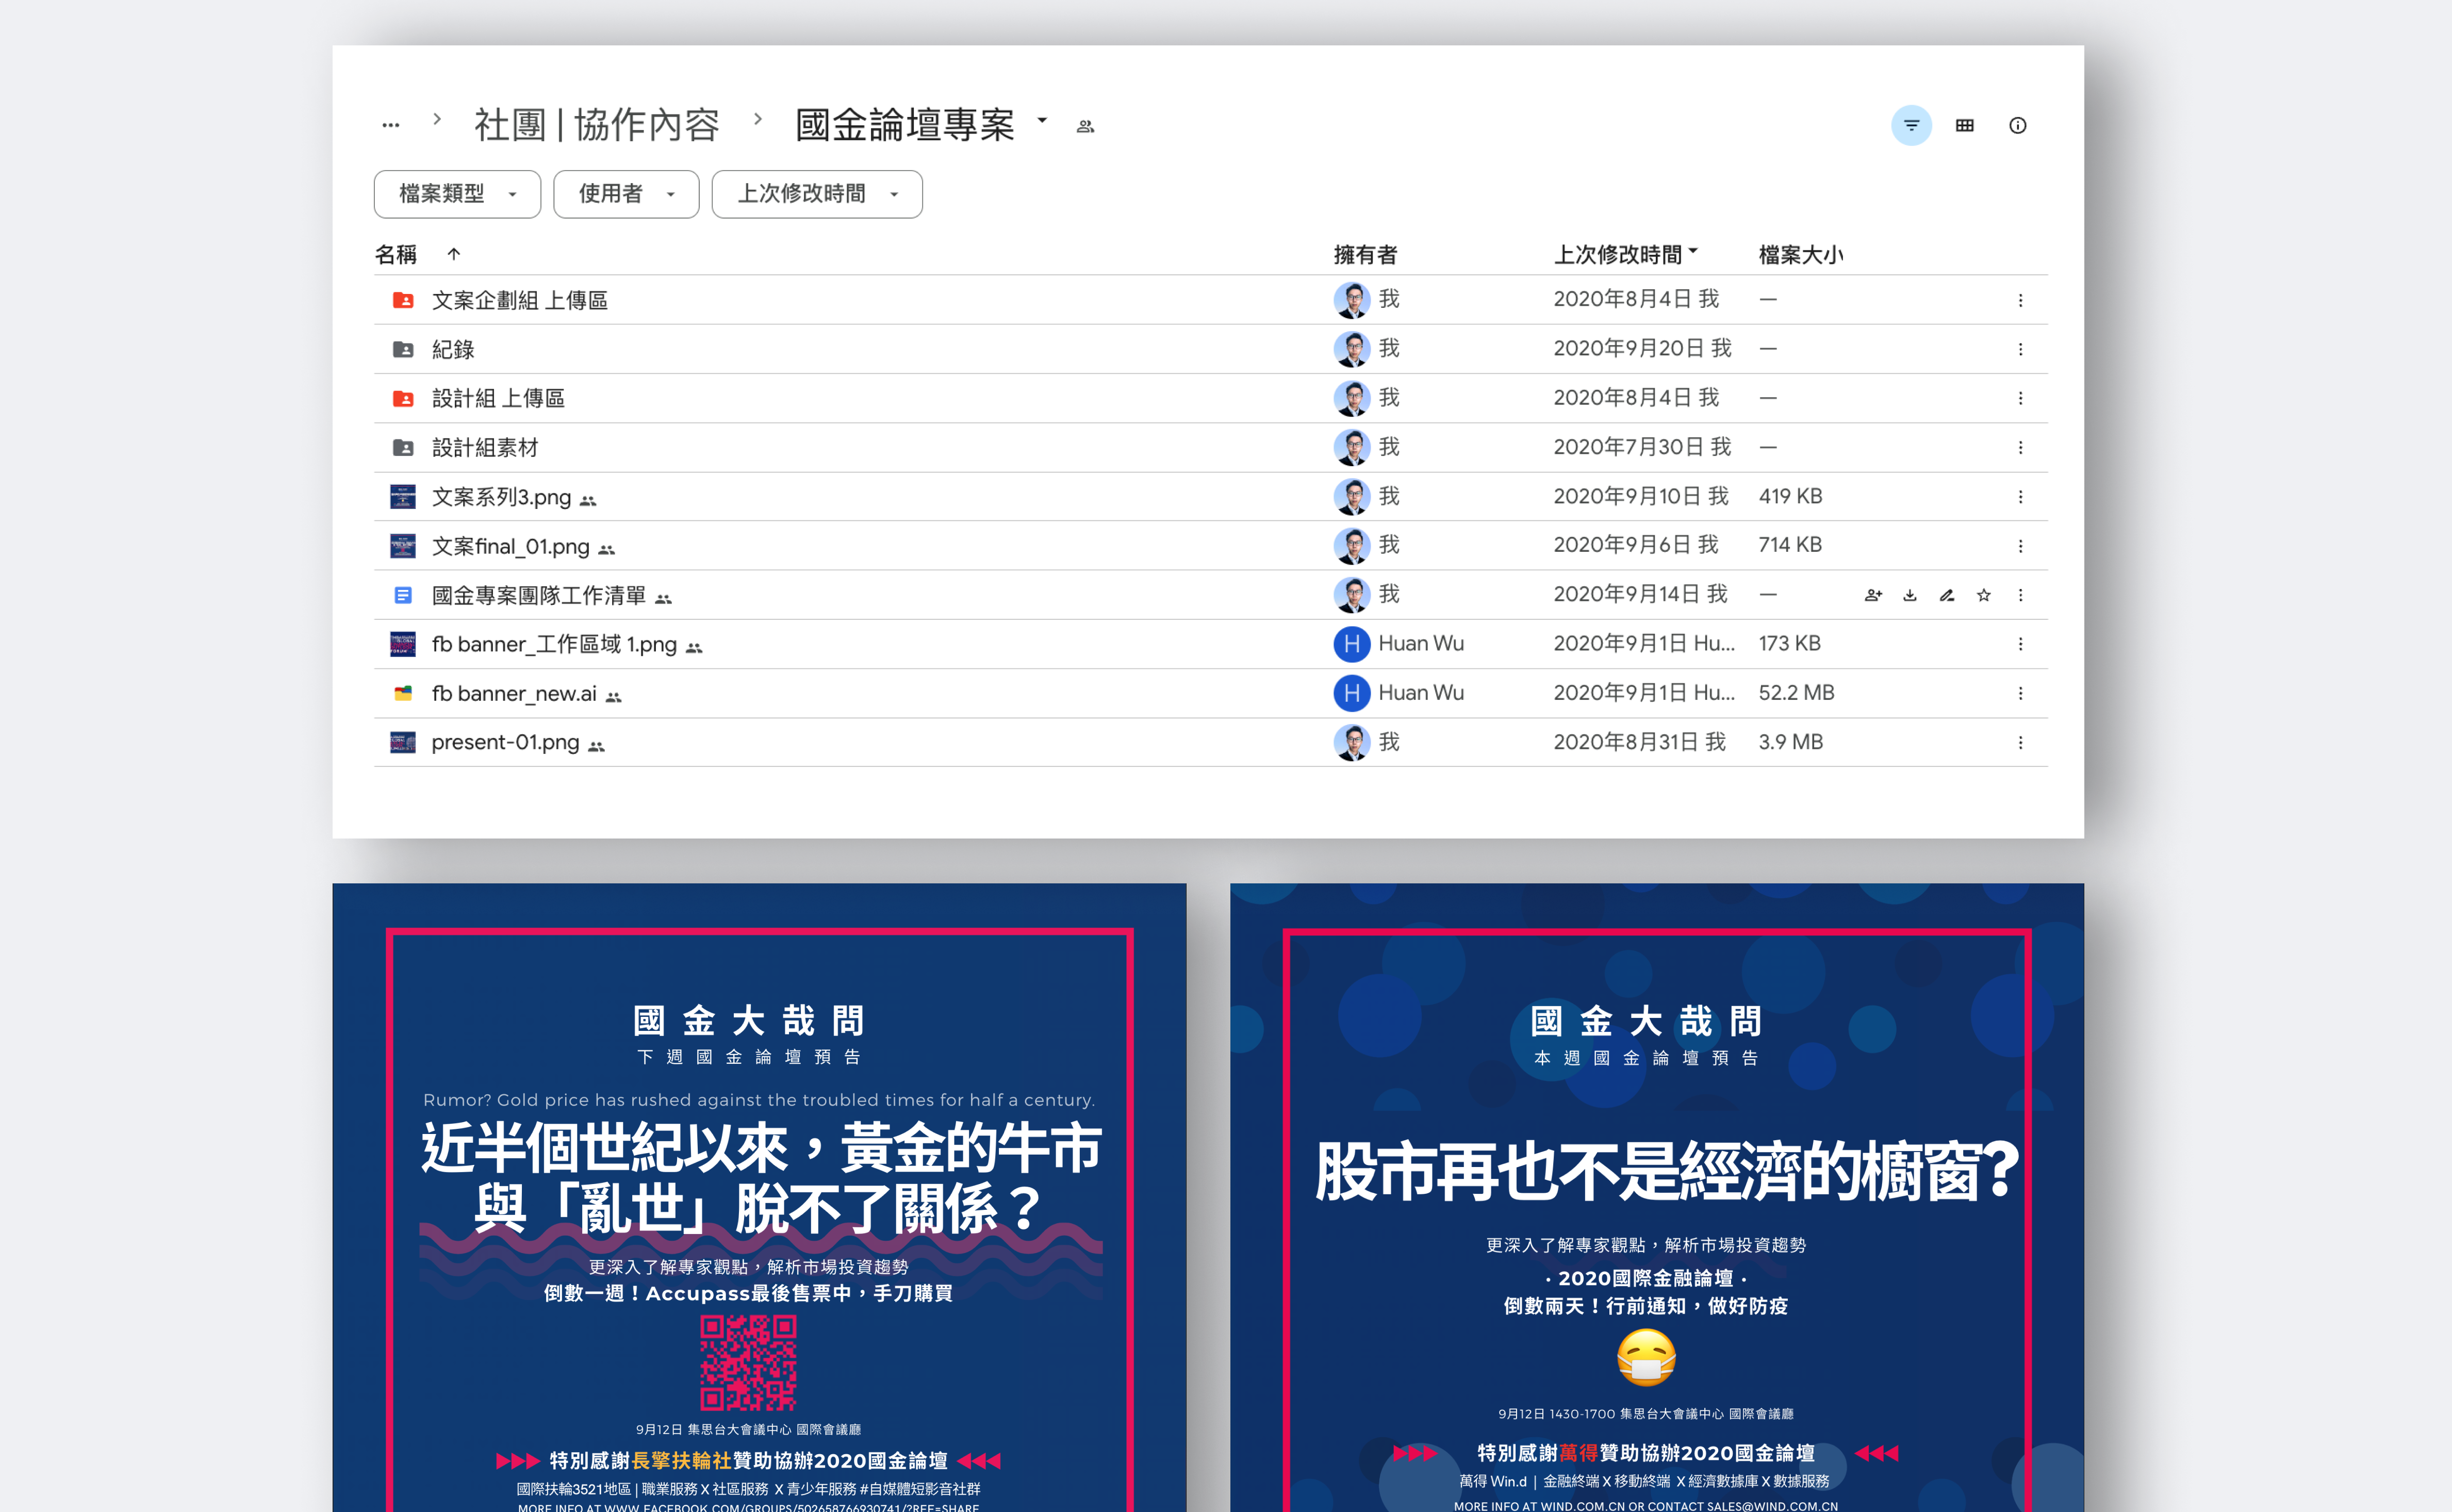 ... > 社團 | 協作內容 > 國金論壇專案
檔案類型 使用者 上次修改時間
名稱 擁有者 上次修改時間 檔案大小
文案企劃組 上傳區 我 2020年8月4日 我 —
紀錄 我 2020年9月20日 我 —
設計組 上傳區 我 2020年8月4日 我 —
設計組素材 我 2020年7月30日 我 —
文案系列3.png 我 2020年9月10日 我 419 KB
文案final_01.png 我 2020年9月6日 我 714 KB
國金專案團隊工作清單 我 2020年9月14日 我 —
fb banner_工作區域 1.png H Huan Wu 2020年9月1日 Hu... 173 KB
fb banner_new.ai H Huan Wu 2020年9月1日 Hu... 52.2 MB
present-01.png 我 2020年8月31日 我 3.9 MB
國金大哉問
下週國金論壇預告
Rumor? Gold price has rushed against the troubled times for half a century.
近半個世紀以來，黃金的牛市
與「亂世」脫不了關係？
更深入了解專家觀點，解析市場投資趨勢
倒數一週！Accupass最後售票中，手刀購買
9月12日 集思台大會議中心 國際會議廳
特別感謝長擎扶輪社贊助協辦2020國金論壇
國際扶輪3521地區 | 職業服務 X 社區服務 X 青少年服務 #自媒體短影音社群
MORE INFO AT WWW.FACEBOOK.COM/GROUPS/502658766930741/?REF=SHARE
國金大哉問
本週國金論壇預告
股市再也不是經濟的櫥窗?
更深入了解專家觀點，解析市場投資趨勢
· 2020國際金融論壇 ·
倒數兩天！行前通知，做好防疫
9月12日 1430-1700 集思台大會議中心 國際會議廳
特別感謝萬得贊助協辦2020國金論壇
萬得 Win.d | 金融終端 X 移動終端 X 經濟數據庫 X 數據服務
MORE INFO AT WIND.COM.CN OR CONTACT SALES@WIND.COM.CN